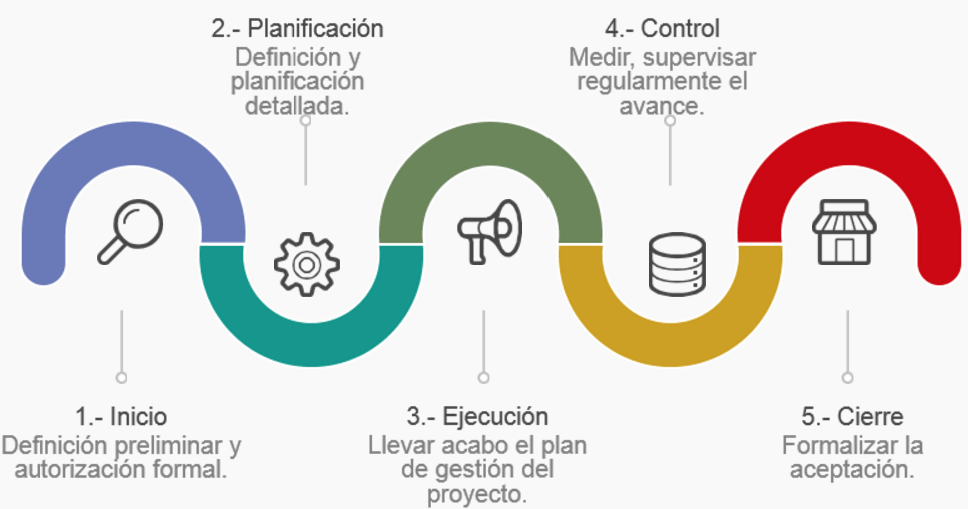 2.- Planificación
Definición y
planificación
detallada.
4.- Control
Medir, supervisar
regularmente el
avance.
1.- Inicio
Definición preliminar y
autorización formal.
3.- Ejecución
Llevar acabo el plan
de gestión del
proyecto.
5.- Cierre
Formalizar la
aceptación.